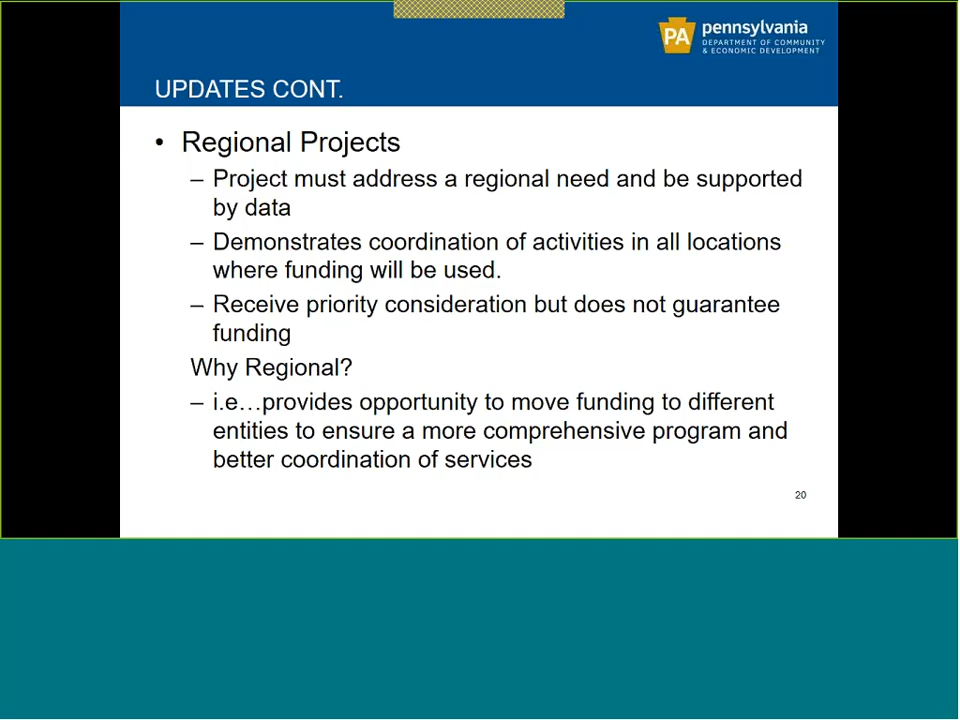 PA
pennsylvania
DEPARTMENT OF COMMUNITY
& ECONOMIC DEVELOPMENT
UPDATES CONT.
• Regional Projects
– Project must address a regional need and be supported
by data
– Demonstrates coordination of activities in all locations
where funding will be used.
– Receive priority consideration but does not guarantee
funding
Why Regional?
– i.e…provides opportunity to move funding to different
entities to ensure a more comprehensive program and
better coordination of services
20